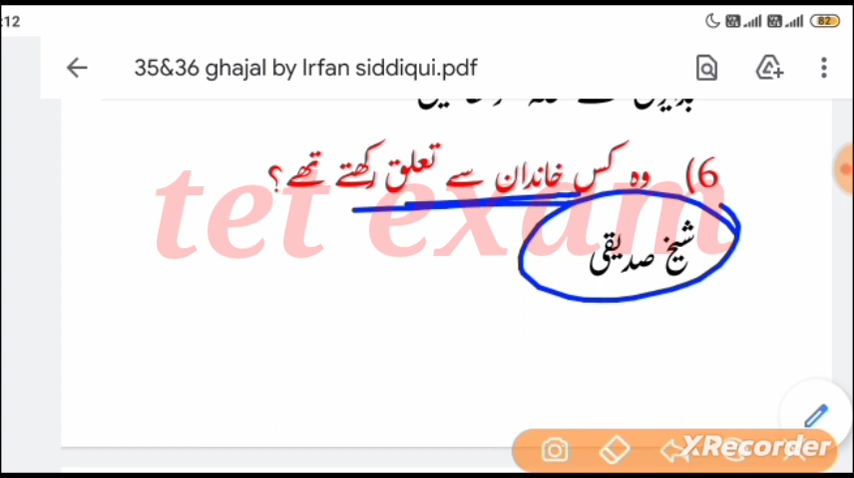 :12
82
35&36 ghajal by Irfan siddiqui.pdf
6) وہ کس خاندان سے تعلق رکھتے تھے؟
شیخ صدیقی
tet exam
XRecorder